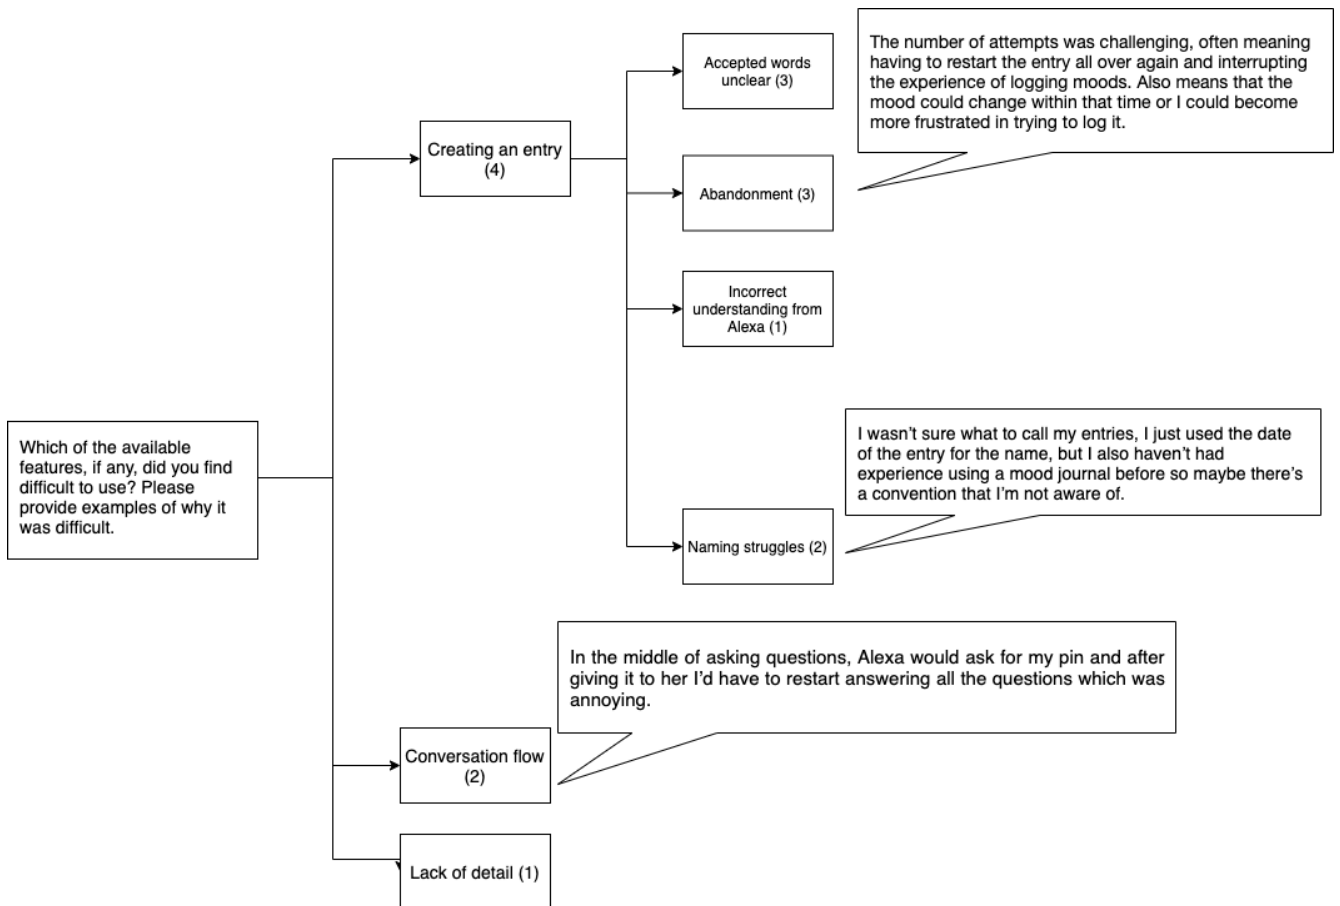 Accepted words
unclear (3)
The number of attempts was challenging, often meaning
having to restart the entry all over again and interrupting
the experience of logging moods. Also means that the
mood could change within that time or I could become
more frustrated in trying to log it.
Creating an entry
(4)
Abandonment (3)
Incorrect
understanding from
Alexa (1)
Which of the available
features, if any, did you find
difficult to use? Please
provide examples of why it
was difficult.
I wasn't sure what to call my entries, I just used the date
of the entry for the name, but I also haven't had
experience using a mood journal before so maybe there's
a convention that I'm not aware of.
Naming struggles (2)
In the middle of asking questions, Alexa would ask for my pin and after
giving it to her I'd have to restart answering all the questions which was
annoying.
Conversation flow
(2)
Lack of detail (1)